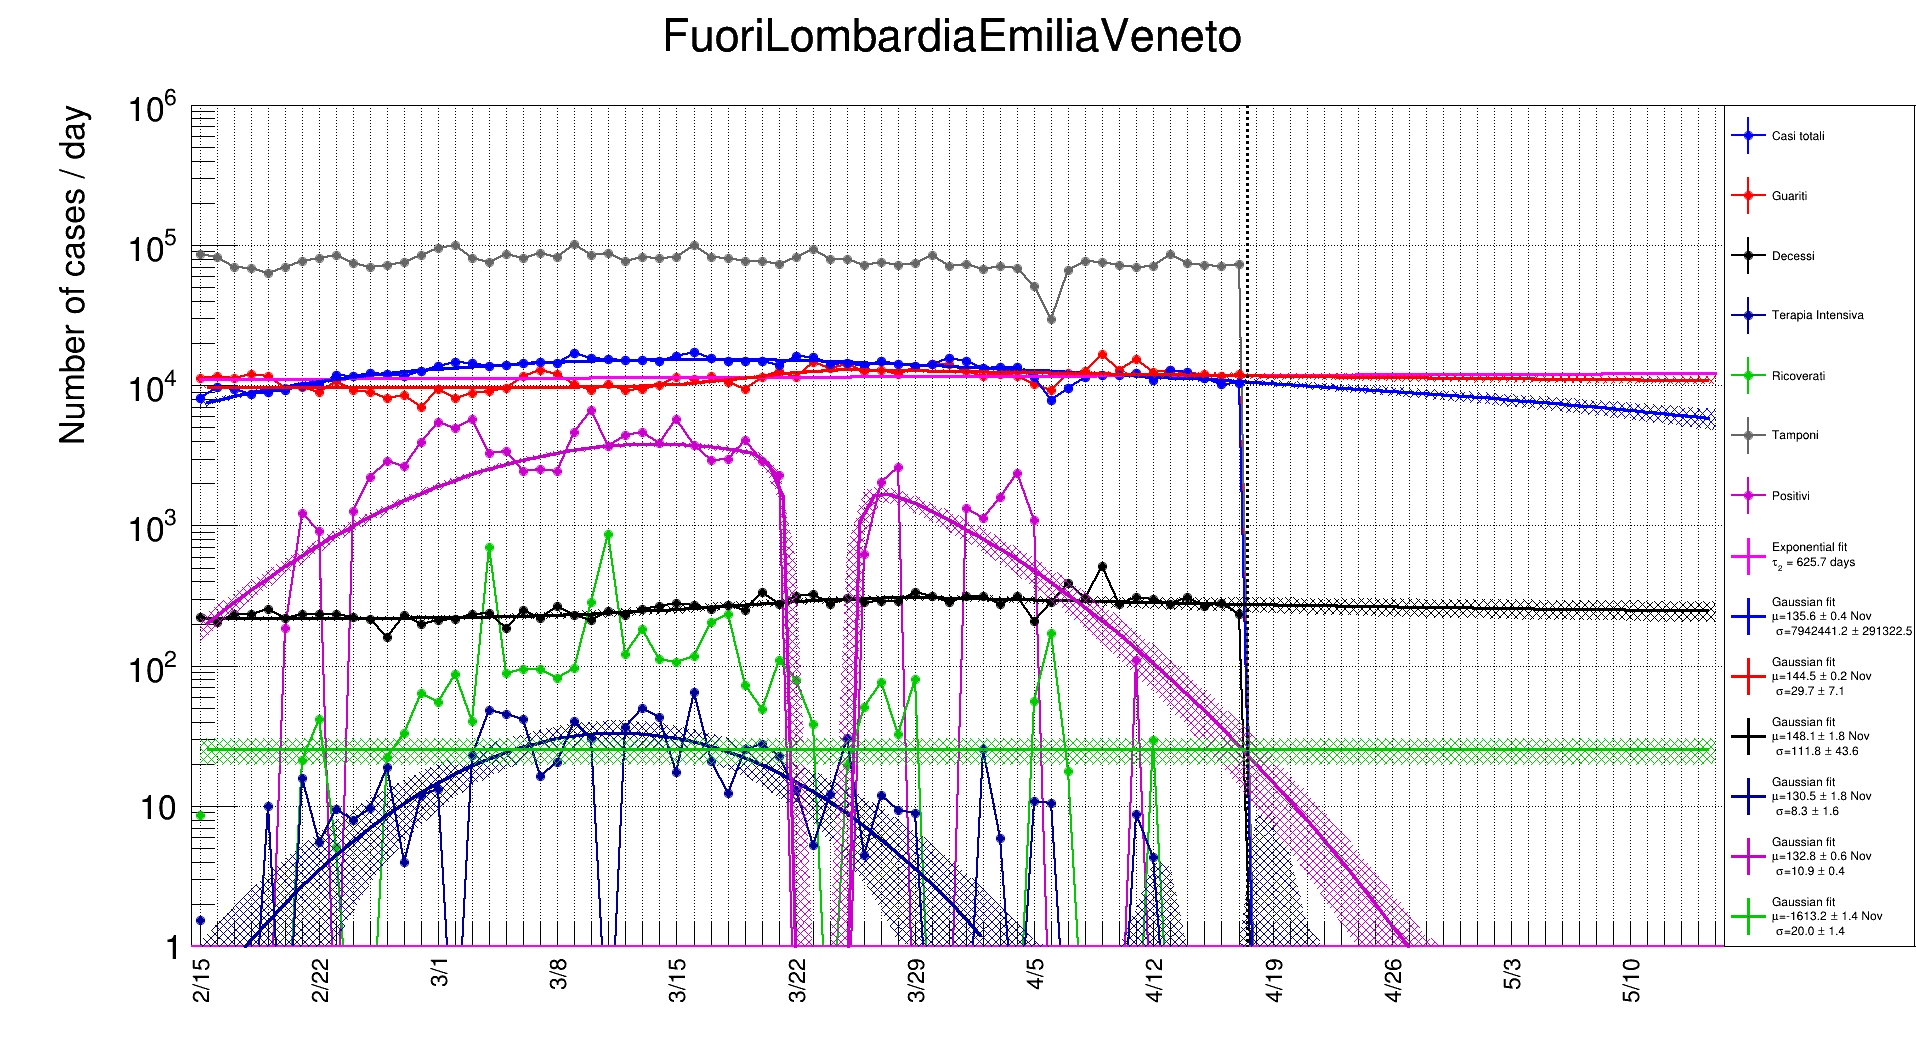 FuoriLombardiaEmiliaVeneto
Number of cases / day
10^6
10^5
10^4
10^3
10^2
10
1
2/15 2/22 3/1 3/8 3/15 3/22 3/29 4/5 4/12 4/19 4/26 5/3 5/10
Casi totali
Guariti
Decessi
Terapia Intensiva
Ricoverati
Tamponi
Positivi
Exponential fit
τ_2 = 625.7 days
Gaussian fit
μ=135.6 ± 0.4 Nov
σ=7942441.2 ± 291322.5
Gaussian fit
μ=144.5 ± 0.2 Nov
σ=29.7 ± 7.1
Gaussian fit
μ=148.1 ± 1.8 Nov
σ=111.8 ± 43.6
Gaussian fit
μ=130.5 ± 1.8 Nov
σ=8.3 ± 1.6
Gaussian fit
μ=132.8 ± 0.6 Nov
σ=10.9 ± 0.4
Gaussian fit
μ=-1613.2 ± 1.4 Nov
σ=20.0 ± 1.4